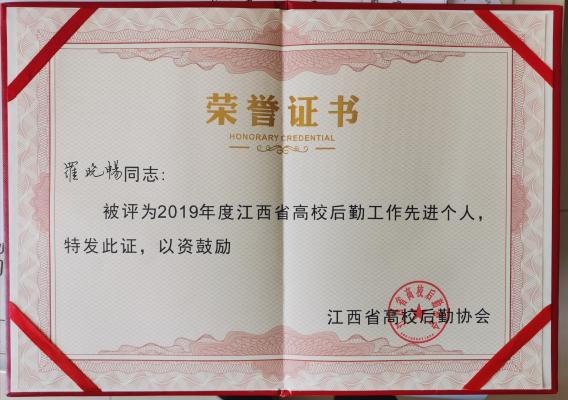 荣誉证书
HONORARY CREDENTIAL
罗晓畅同志：
被评为2019年度江西省高校后勤工作先进个人，
特发此证，以资鼓励
江西省高校后勤协会